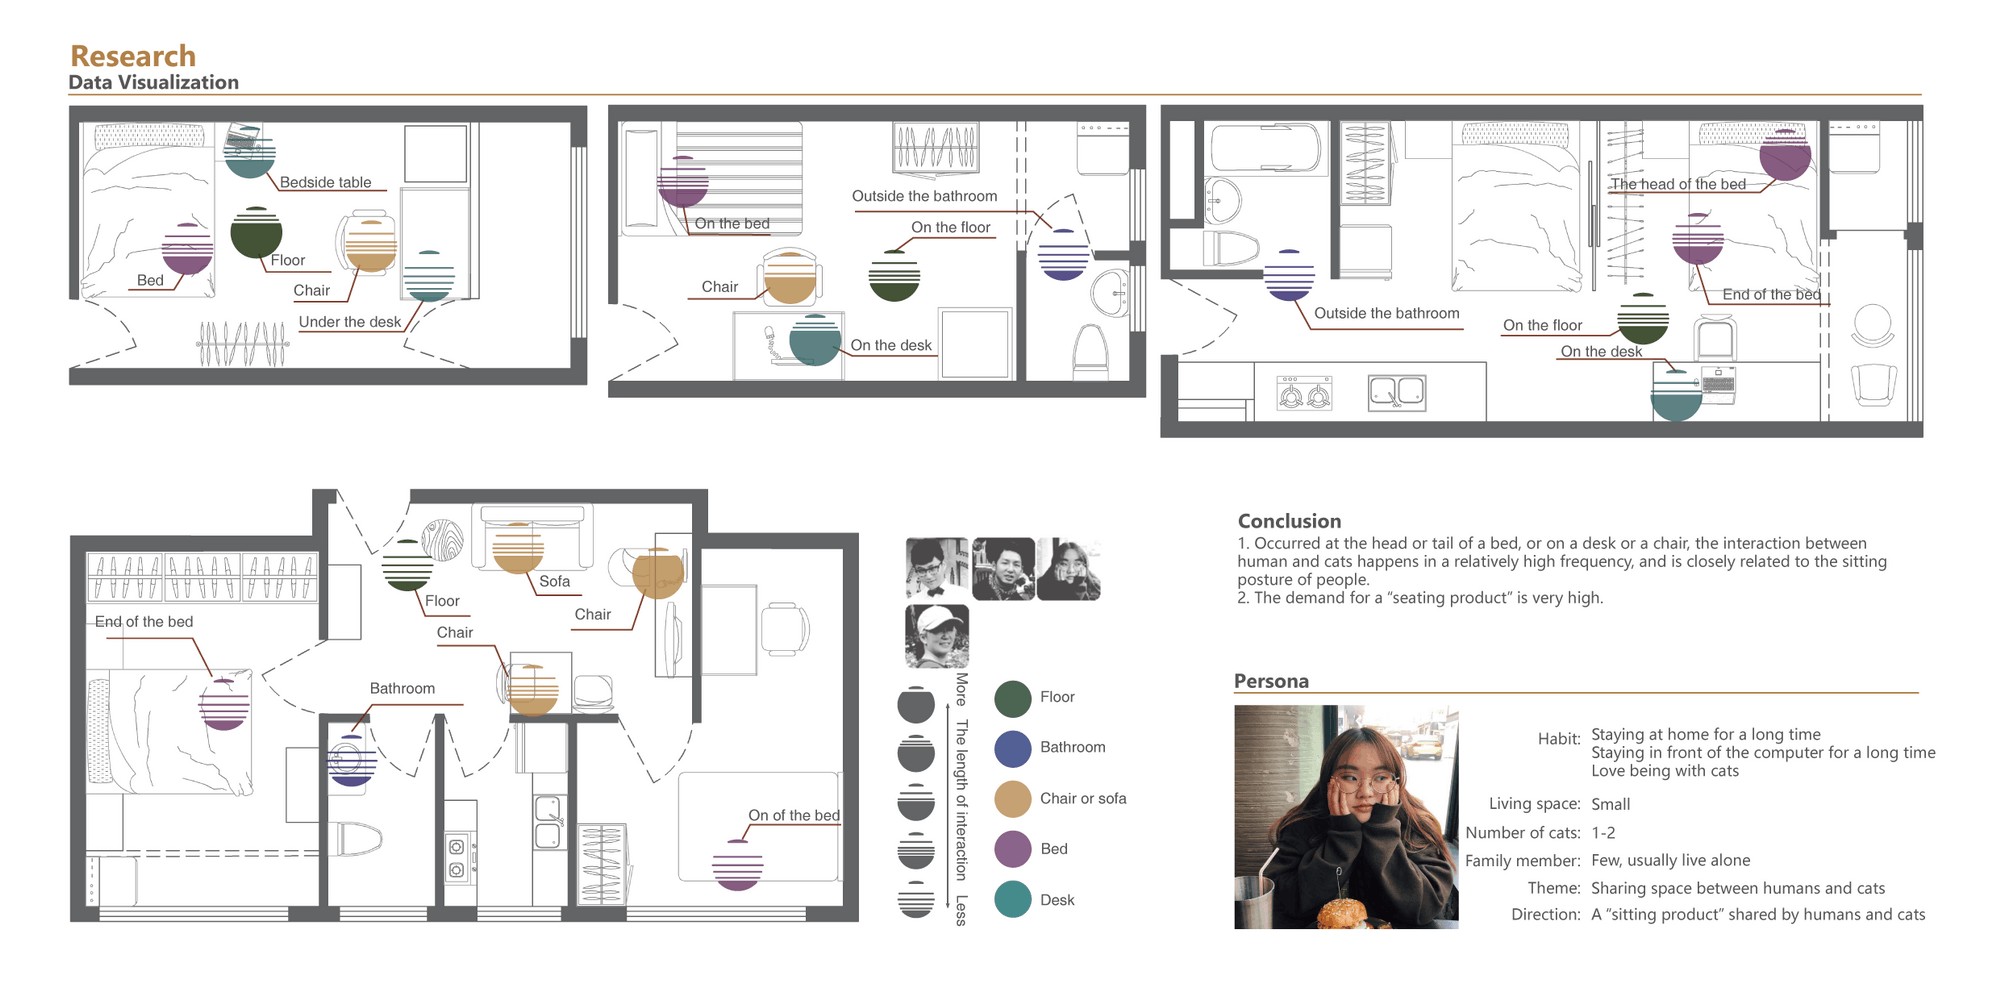 Research
Data Visualization
Bedside table
Floor
Bed
Chair
Under the desk
On the bed
Outside the bathroom
On the floor
Chair
On the desk
The head of the bed
End of the bed
Outside the bathroom
On the floor
On the desk
Sofa
Floor
Chair
Chair
End of the bed
Bathroom
On of the bed
More
The length of interaction
Less
Floor
Bathroom
Chair or sofa
Bed
Desk
Conclusion
1. Occurred at the head or tail of a bed, or on a desk or a chair, the interaction between
human and cats happens in a relatively high frequency, and is closely related to the sitting
posture of people.
2. The demand for a “seating product” is very high.
Persona
Habit: Staying at home for a long time
Staying in front of the computer for a long time
Love being with cats
Living space: Small
Number of cats: 1-2
Family member: Few, usually live alone
Theme: Sharing space between humans and cats
Direction: A “sitting product” shared by humans and cats